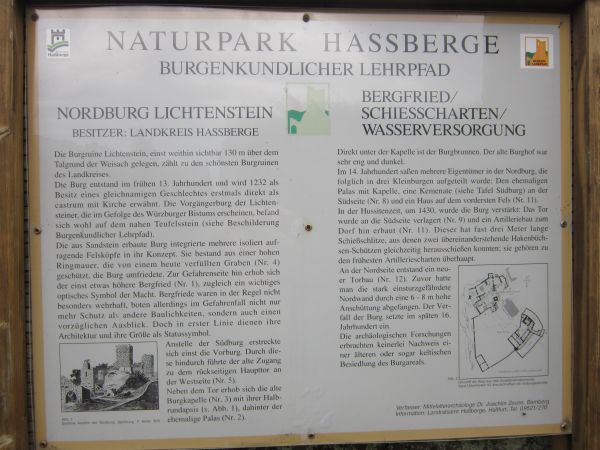 NATURPARK HASSBERGE
BURGENKUNDLICHER LEHRPFAD
NORDBURG LICHTENSTEIN
BESITZER: LANDKREIS HASSBERGE
Die Burgruine Lichtenstein, einst weithin sichtbar 130 m über dem
Talgrund der Weisach gelegen, zählt zu den schönsten Burgruinen
des Landkreises.
Die Burg entstand im frühen 13. Jahrhundert und wird 1232 als
Besitz eines gleichnamigen Geschlechtes erstmals direkt als
castrum mit Kirche erwähnt. Die Vorgängerburg der Lichten-
steiner, die im Gefolge des Würzburger Bistums erscheinen, befand
sich wohl auf dem nahen Teufelsstein (siehe Beschreibung
Burgenkundlicher Lehrpfad).
Die aus Sandstein erbaute Burg integrierte mehrere isoliert auf-
ragende Felsköpfe in ihr Konzept. Sie bestand aus einer hohen
Ringmauer, die von einem heute verfüllten Graben (Nr. 4)
geschützt, die Burg umfriedete. Zur Gefahrenseite hin erhob sich
der einst etwas höhere Bergfried (Nr. 1), zugleich ein wichtiges
optisches Symbol der Macht. Bergfriede waren in der Regel nicht
besonders wehrhaft, boten allerdings im Gefahrenfall nicht nur
mehr Schutz als andere Baulichkeiten, sondern auch einen
vorzüglichen Ausblick. Doch in erster Linie dienen ihre
Architektur und ihre Größe als Statussymbol.
Anstelle der Südburg erstreckte
sich einst die Vorburg. Durch die-
se hindurch führte der alte Zugang
zu dem rückseitigen Haupttor an
der Westseite (Nr. 5).
Neben dem Tor erhob sich die alte
Burgkapelle (Nr. 3) mit ihrer Halb-
rundapsis (s. Abb. 1), dahinter der
ehemalige Palas (Nr. 2).
BERGFRIED/
SCHIESSCHARTEN/
WASSERVERSORGUNG
Direkt unter der Kapelle ist der Burgbrunnen. Der alte Burghof war
sehr eng und dunkel.
Im 14. Jahrhundert saßen mehrere Eigentümer in der Nordburg, die
folglich in drei Kleinburgen aufgeteilt wurde: Den ehemaligen
Palas mit Kapelle, eine Kemenate (siehe Tafel Südburg) an der
Südseite (Nr. 8) und ein Haus auf dem vorderen Fels (Nr. 11).
In der Hussitenzeit, um 1430, wurde die Burg verstärkt: Das Tor
wurde an die Südseite verlagert (Nr. 9) und ein Artilleriebau zum
Dorf hin erbaut (Nr. 11). Dieser hat fast drei Meter lange
Schießschlitze, aus denen zwei übereinanderstehende Hakenbüch-
sen-Schützen gleichzeitig herausschießen konnten; sie gehören zu
den frühesten Artilleriescharten überhaupt.
An der Nordseite entstand ein neu-
er Torbau (Nr. 12). Zuvor hatte
man die stark einsturzgefährdete
Nordwand durch eine 6 - 8 m hohe
Anschüttung abgefangen. Der Ver-
fall der Burg setzte im späten 16.
Jahrhundert ein.
Die archäologischen Forschungen
erbrachten keinerlei Nachweis ei-
ner älteren oder sogar keltischen
Besiedlung des Burgareals.
Verfasser: Mittelalterarchäologe Dr. Joachim Zeune, Bamberg
Information: Landratsamt Haßberge, Haßfurt, Tel. 09521/270